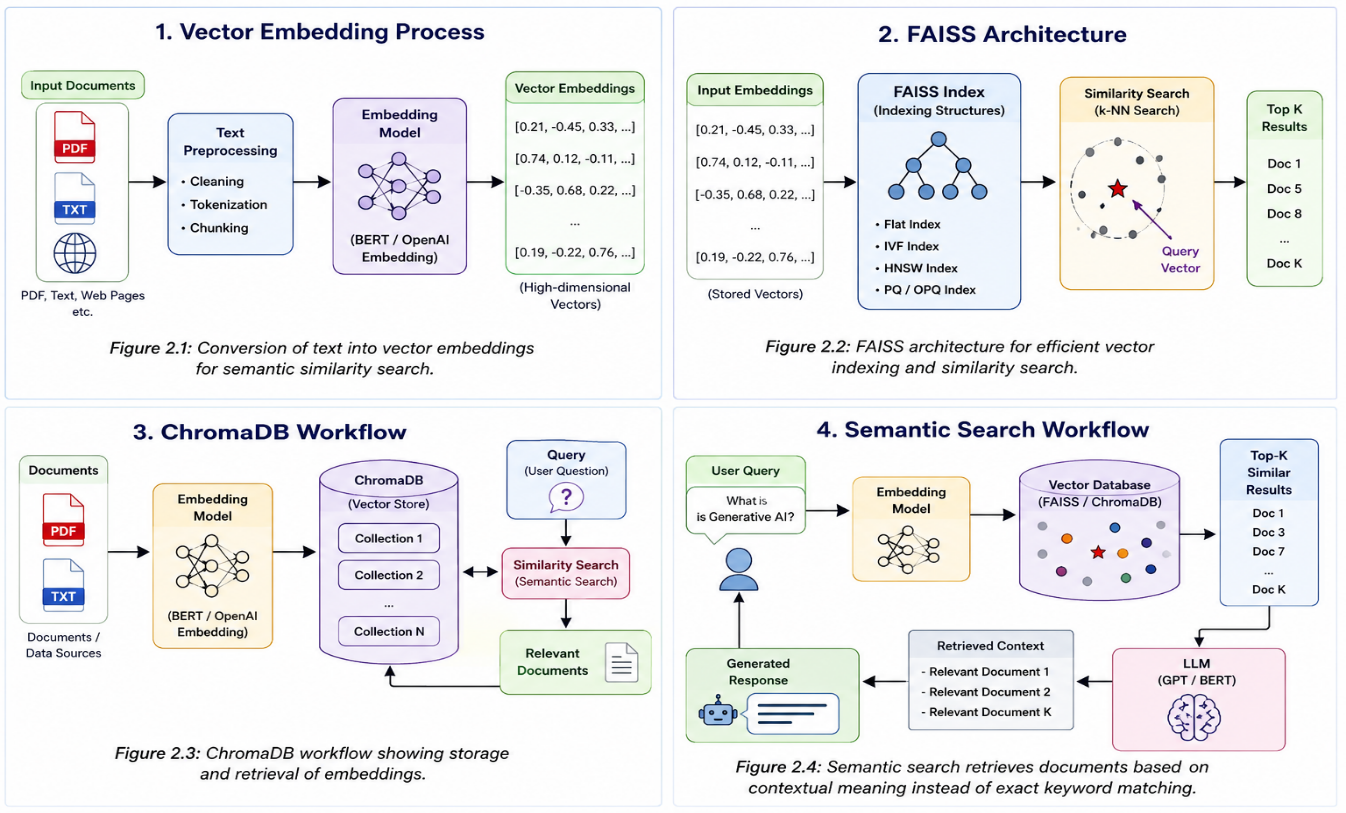 1. Vector Embedding Process
Input Documents
PDF
TXT
PDF, Text, Web Pages
etc.
Text
Preprocessing
• Cleaning
• Tokenization
• Chunking
Embedding
Model
(BERT / OpenAI
Embedding)
Vector Embeddings
[0.21, -0.45, 0.33, ...]
[0.74, 0.12, -0.11, ...]
[-0.35, 0.68, 0.22, ...]
...
[0.19, -0.22, 0.76, ...]
(High-dimensional
Vectors)
Figure 2.1: Conversion of text into vector embeddings
for semantic similarity search.
2. FAISS Architecture
Input Embeddings
[0.21, -0.45, 0.33, ...]
[0.74, 0.12, -0.11, ...]
[-0.35, 0.68, 0.22, ...]
...
[0.19, -0.22, 0.76, ...]
(Stored Vectors)
FAISS Index
(Indexing Structures)
• Flat Index
• IVF Index
• HNSW Index
• PQ / OPQ Index
Similarity Search
(k-NN Search)
Query
Vector
Top K
Results
Doc 1
Doc 5
Doc 8
...
Doc K
Figure 2.2: FAISS architecture for efficient vector
indexing and similarity search.
3. ChromaDB Workflow
Documents
PDF
TXT
Documents /
Data Sources
Embedding
Model
(BERT / OpenAI
Embedding)
ChromaDB
(Vector Store)
Collection 1
Collection 2
...
Collection N
Query
(User Question)
?
Similarity Search
(Semantic Search)
Relevant
Documents
Figure 2.3: ChromaDB workflow showing storage
and retrieval of embeddings.
4. Semantic Search Workflow
User Query
What is
is Generative AI?
Embedding
Model
Vector Database
(FAISS / ChromaDB)
Top-K
Similar
Results
Doc 1
Doc 3
Doc 7
...
Doc K
LLM
(GPT / BERT)
Retrieved Context
- Relevant Document 1
- Relevant Document 2
- Relevant Document K
Generated
Response
Figure 2.4: Semantic search retrieves documents based on
contextual meaning instead of exact keyword matching.